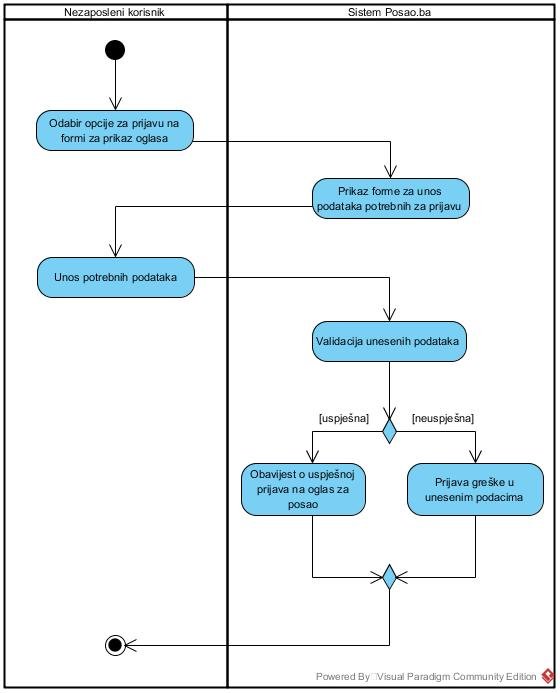 Nezaposleni korisnik
Sistem Posao.ba
Odabir opcije za prijavu na
formi za prikaz oglasa
Prikaz forme za unos
podataka potrebnih za prijavu
Unos potrebnih podataka
Validacija unesenih podataka
[uspješna]
[neuspješna]
Obavijest o uspješnoj
prijava na oglas za
posao
Prijava greške u
unesenim podacima
Powered By Visual Paradigm Community Edition